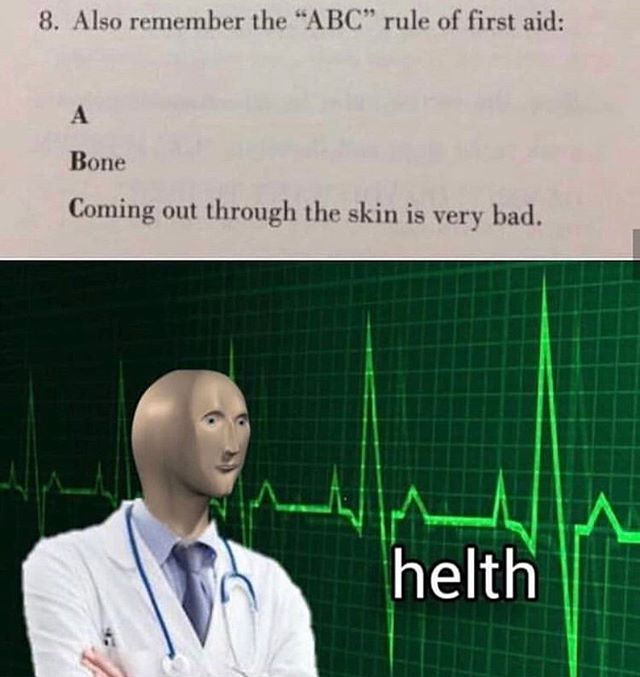 8. Also remember the “ABC” rule of first aid:
A
Bone
Coming out through the skin is very bad.
helth